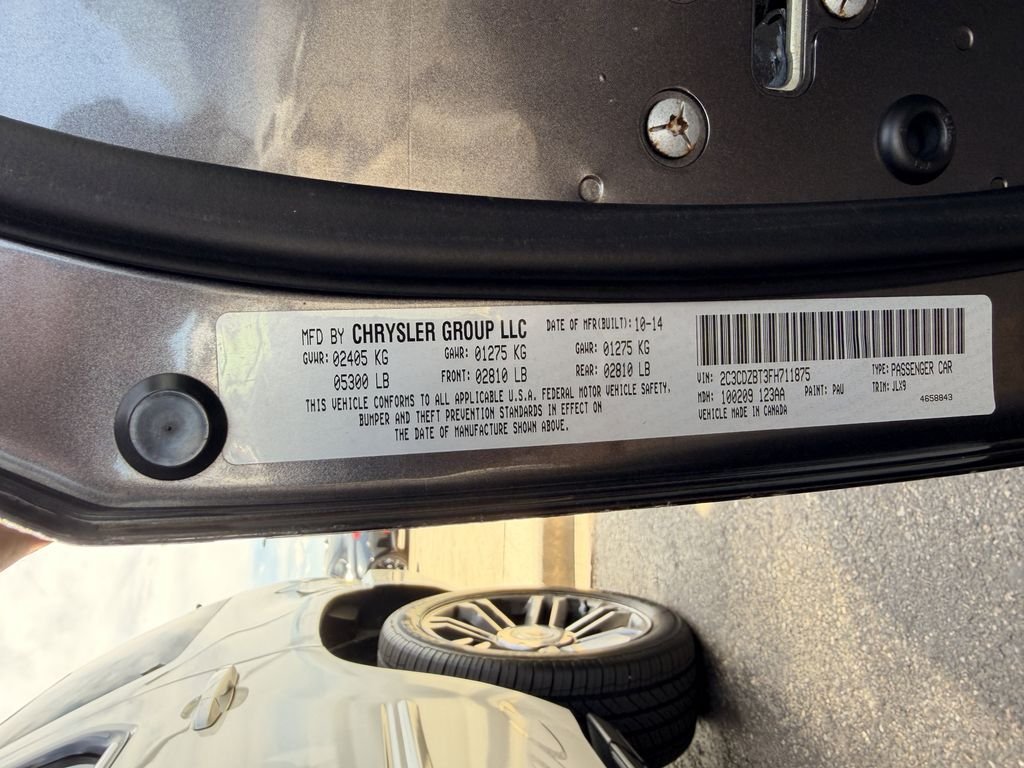 MFD BY CHRYSLER GROUP LLC DATE OF MFR(BUILT): 10-14
GVWR: 02405 KG GAWR: 01275 KG GAWR: 01275 KG
05300 LB FRONT: 02810 LB REAR: 02810 LB
THIS VEHICLE CONFORMS TO ALL APPLICABLE U.S.A. FEDERAL MOTOR VEHICLE SAFETY,
BUMPER AND THEFT PREVENTION STANDARDS IN EFFECT ON
THE DATE OF MANUFACTURE SHOWN ABOVE.
VIN: 2C3CDZBT3FH711875 TYPE: PASSENGER CAR
MDH: 100209 123AA PAINT: PAU TRIM: JLX9
VEHICLE MADE IN CANADA 4658843